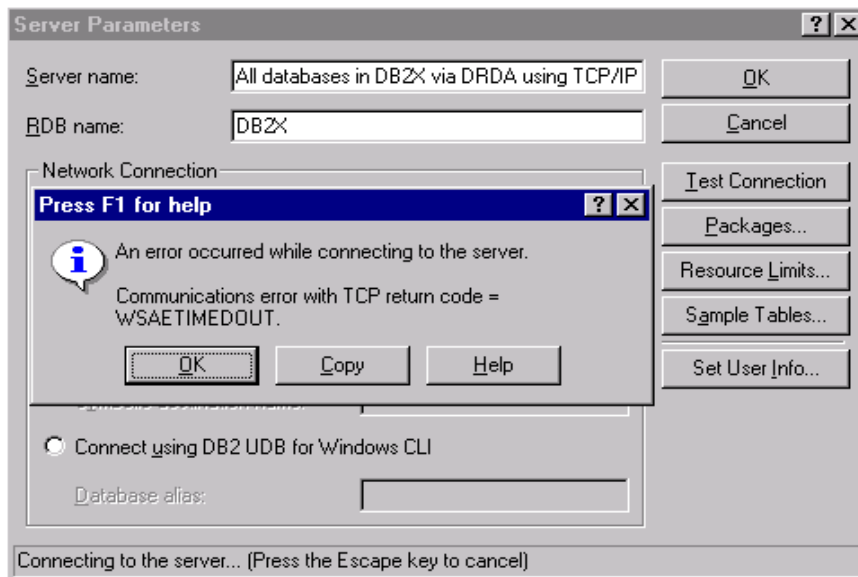 Server Parameters
Server name:
All databases in DB2X via DRDA using TCP/IP
OK
RDB name:
DB2X
Cancel
Network Connection
Test Connection
Press F1 for help
Packages...
An error occurred while connecting to the server.
Resource Limits...
Communications error with TCP return code =
WSAETIMEDOUT.
Sample Tables...
OK
Copy
Help
Set User Info...
Connect using DB2 UDB for Windows CLI
Database alias:
Connecting to the server... (Press the Escape key to cancel)